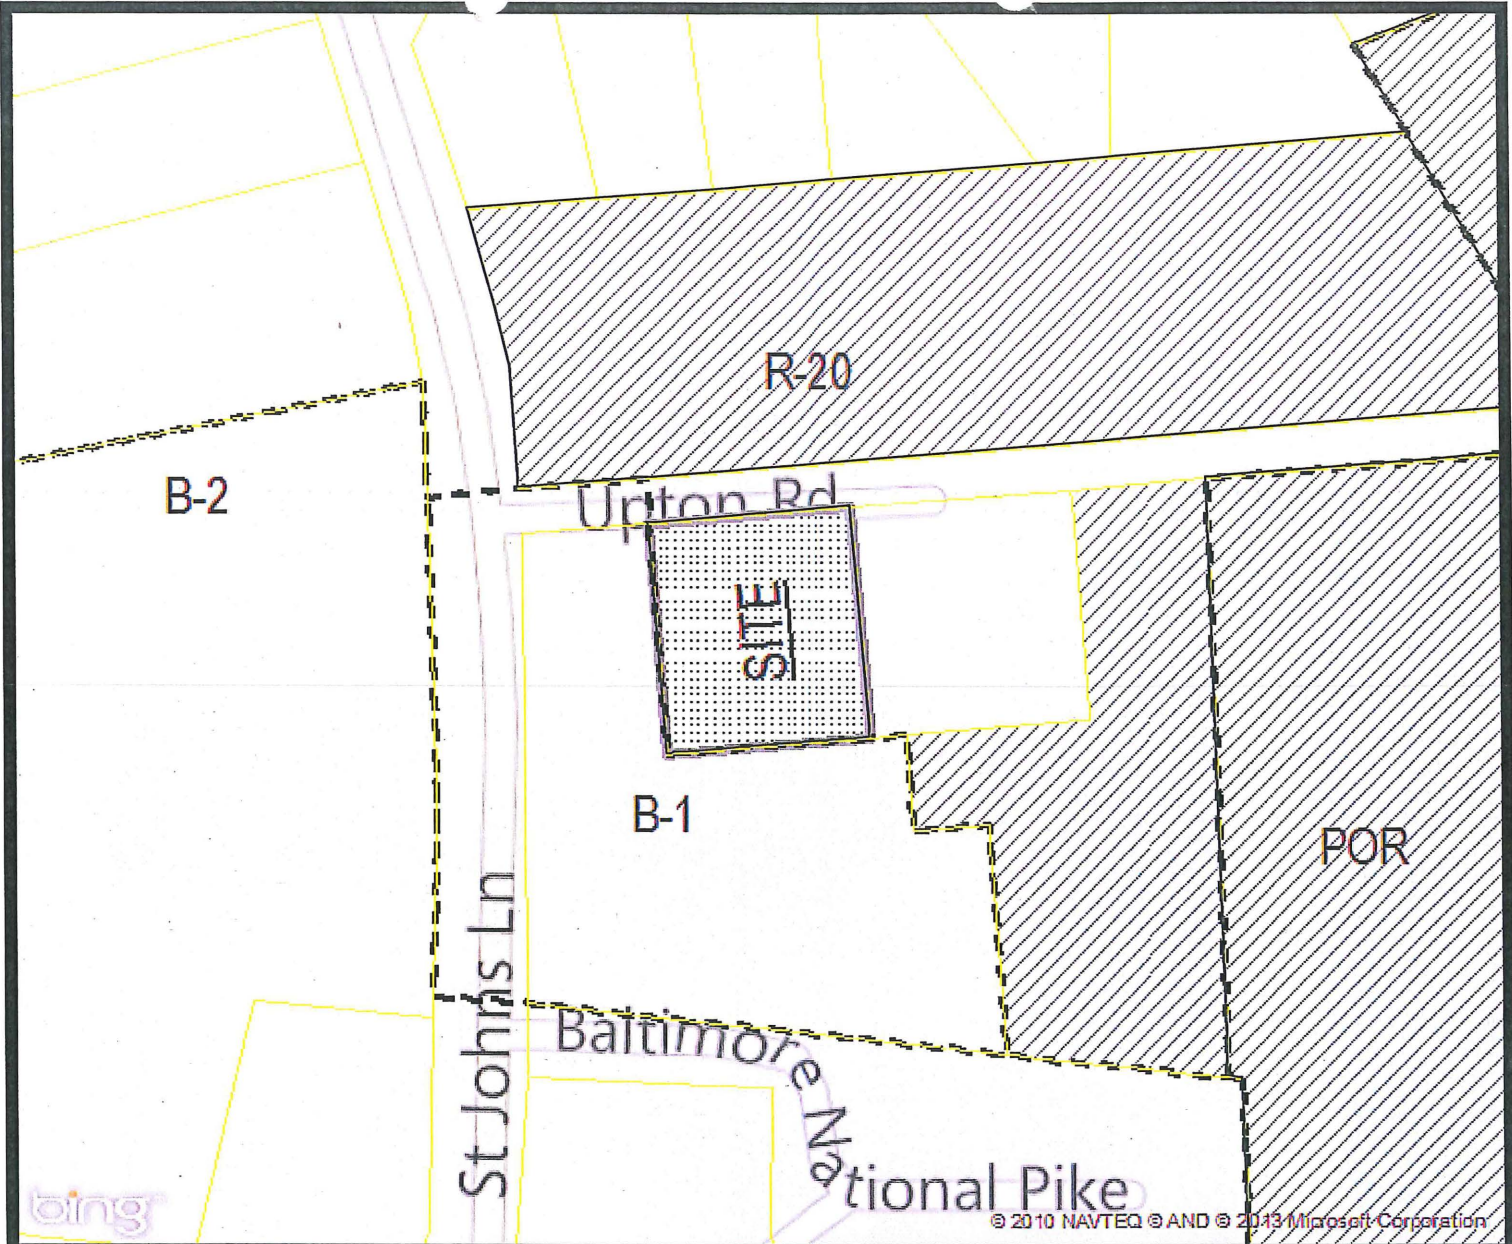 R-20
B-2
Upton Rd
SITE
B-1
POR
St Johns Ln
Baltimore National Pike
bing
© 2010 NAVTEQ © AND © 2013 Microsoft Corporation